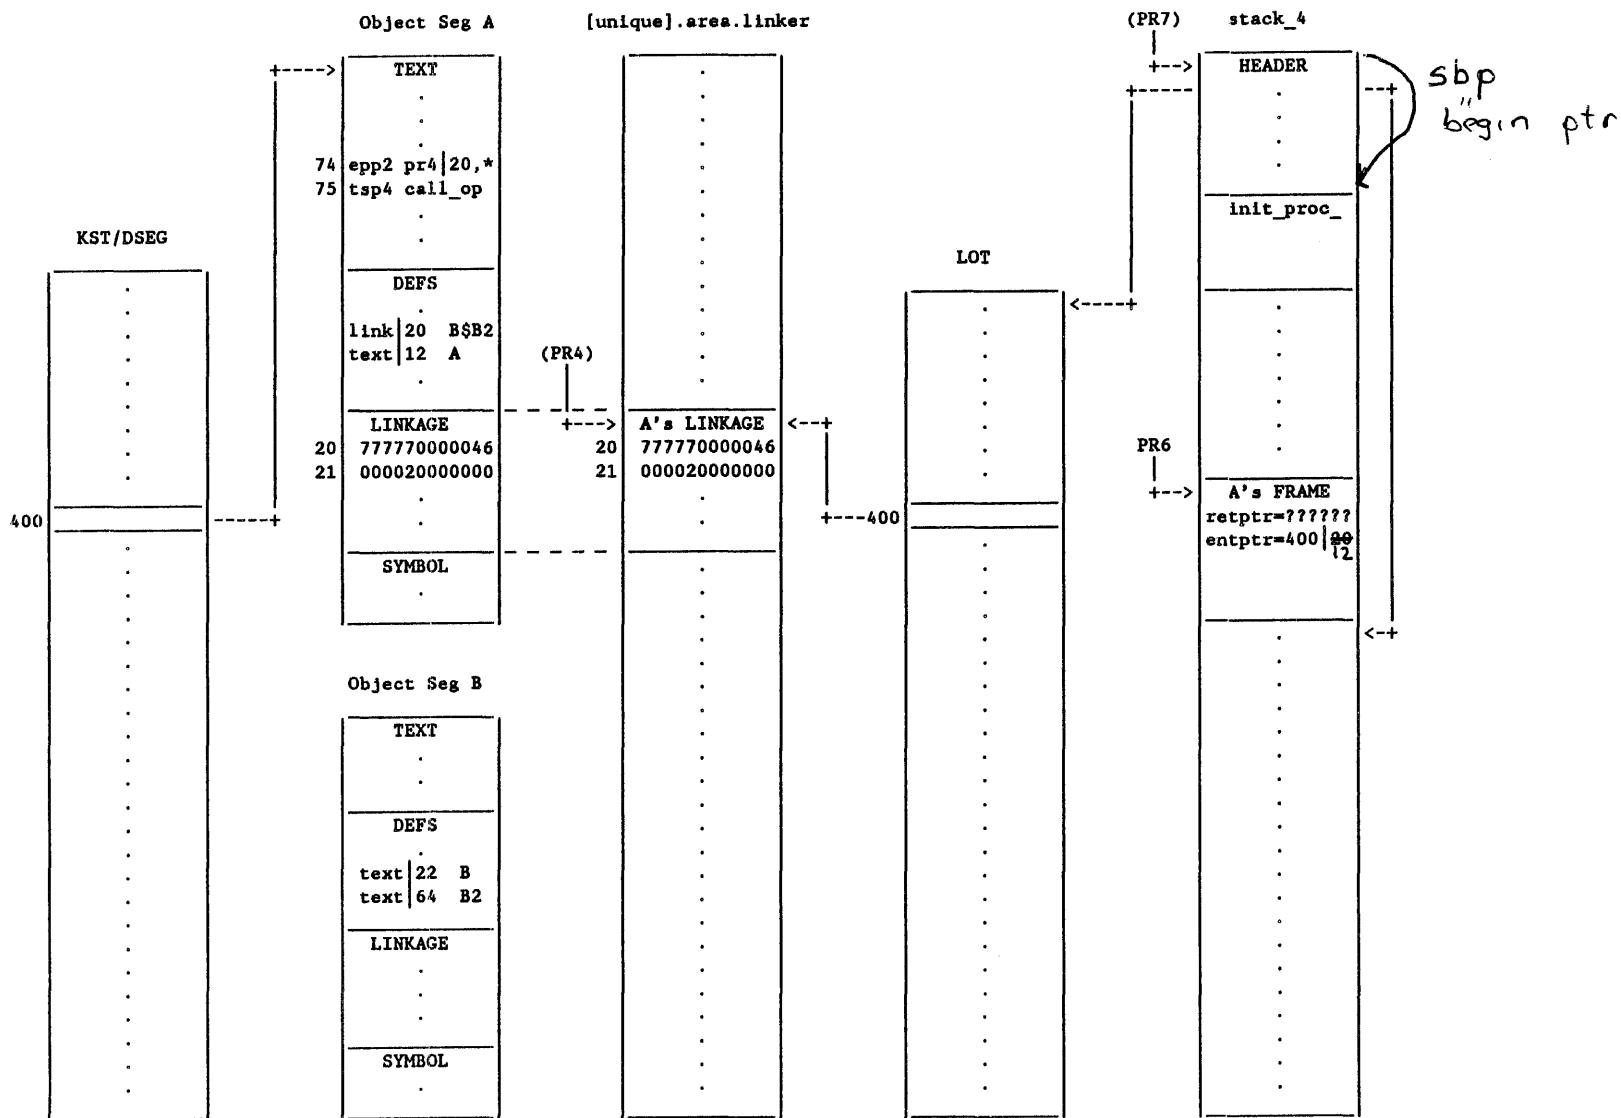 Object Seg A
[unique].area.linker
(PR7)
stack_4
TEXT
74 epp2 pr4|20,*
75 tsp4 call_op
DEFS
link|20 B$B2
text|12 A
LINKAGE
20 777770000046
21 000020000000
SYMBOL
KST/DSEG
400
Object Seg B
TEXT
DEFS
text|22 B
text|64 B2
LINKAGE
SYMBOL
(PR4)
A's LINKAGE
20 777770000046
21 000020000000
LOT
400
HEADER
init_proc_
PR6
A's FRAME
retptr=??????
entptr=400|20
12
sbp
"
begin ptr